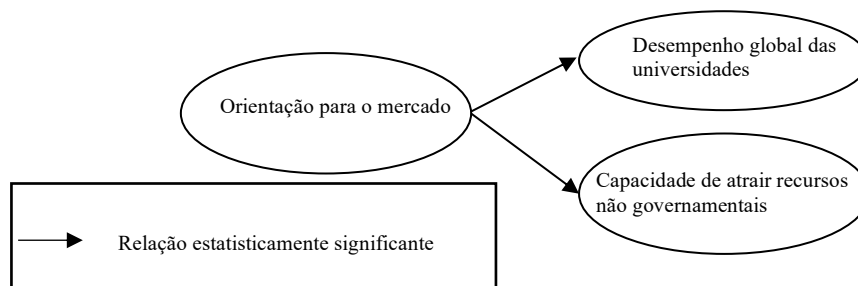 Desempenho global das
universidades
Orientação para o mercado
Capacidade de atrair recursos
não governamentais
Relação estatisticamente significante